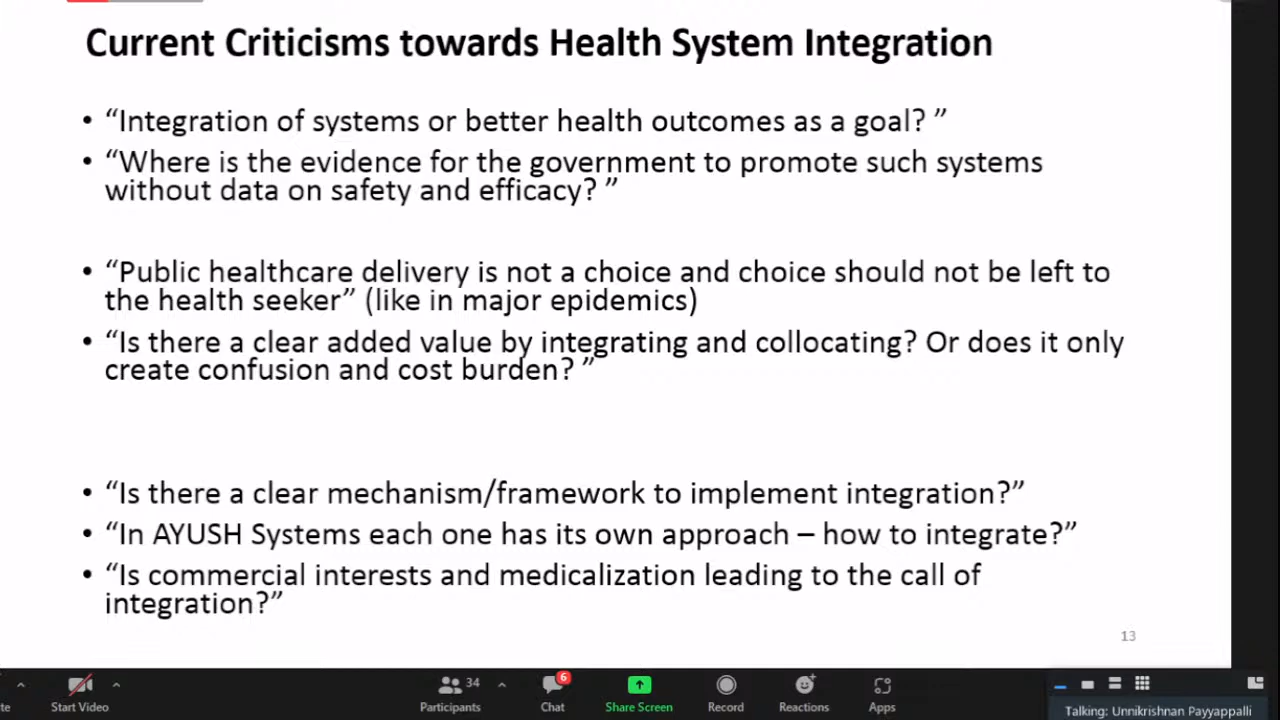 Current Criticisms towards Health System Integration
• “Integration of systems or better health outcomes as a goal? ”
• “Where is the evidence for the government to promote such systems
without data on safety and efficacy? ”
• “Public healthcare delivery is not a choice and choice should not be left to
the health seeker” (like in major epidemics)
• “Is there a clear added value by integrating and collocating? Or does it only
create confusion and cost burden? ”
• “Is there a clear mechanism/framework to implement integration?”
• “In AYUSH Systems each one has its own approach – how to integrate?”
• “Is commercial interests and medicalization leading to the call of
integration?”
13
34
6
Start Video
Participants
Chat
Share Screen
Record
Reactions
Apps
Talking: Unnikrishnan Payyappalli